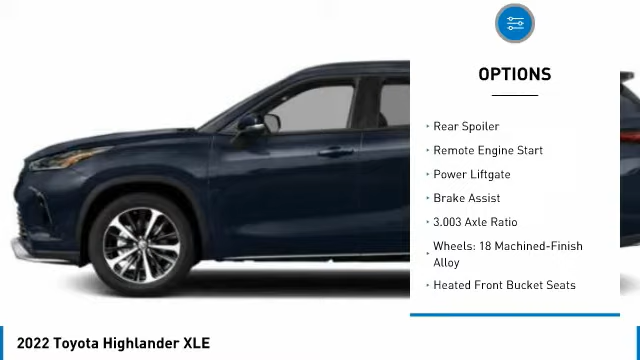 OPTIONS
Rear Spoiler
Remote Engine Start
Power Liftgate
Brake Assist
3.003 Axle Ratio
Wheels: 18 Machined-Finish
Alloy
Heated Front Bucket Seats
2022 Toyota Highlander XLE